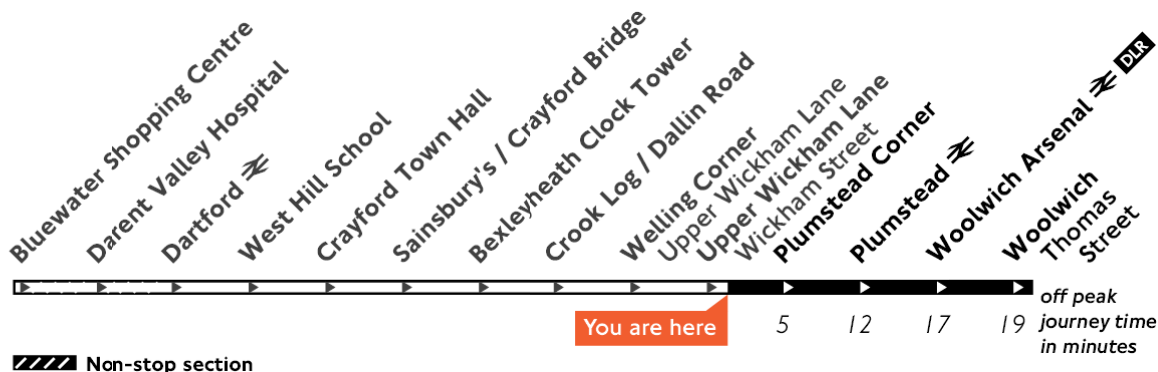 Bluewater Shopping Centre
Darent Valley Hospital
Dartford
West Hill School
Crayford Town Hall
Sainsbury's / Crayford Bridge
Bexleyheath Clock Tower
Crook Log / Dallin Road
Welling Corner
Upper Wickham Lane
Upper Wickham Lane
Wickham Street
Plumstead Corner
Plumstead
Woolwich Arsenal DLR
Woolwich
Thomas
Street
You are here
5 12 17 19
off peak
journey time
in minutes
Non-stop section